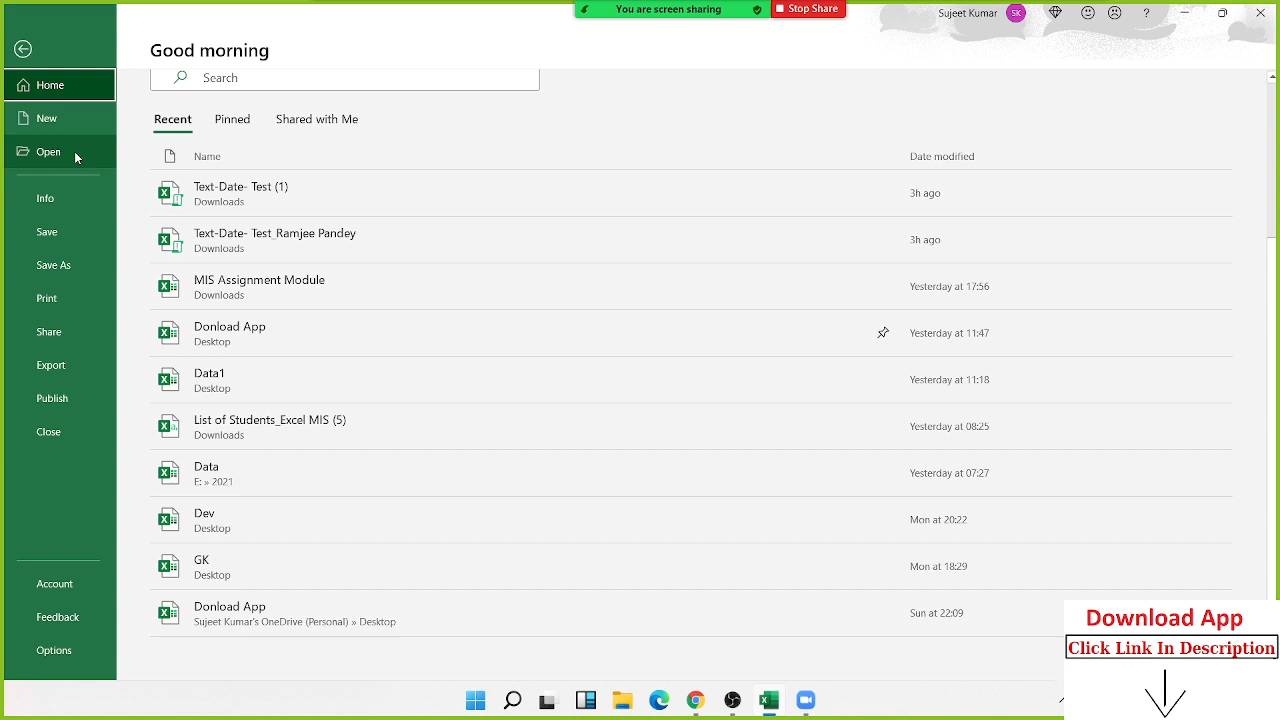 You are screen sharing
Stop Share
Sujeet Kumar
SK
?
Good morning
Home
Search
New
Recent
Pinned
Shared with Me
Open
Name
Date modified
Info
Text-Date- Test (1)
Downloads
3h ago
Save
Text-Date- Test_Ramjee Pandey
Downloads
3h ago
Save As
MIS Assignment Module
Downloads
Yesterday at 17:56
Print
Share
Donload App
Desktop
Yesterday at 11:47
Export
Data1
Desktop
Yesterday at 11:18
Publish
Close
List of Students_Excel MIS (5)
Downloads
Yesterday at 08:25
Data
E: » 2021
Yesterday at 07:27
Dev
Desktop
Mon at 20:22
GK
Desktop
Mon at 18:29
Account
Donload App
Sujeet Kumar's OneDrive (Personal) » Desktop
Sun at 22:09
Feedback
Options
Download App
Click Link In Description